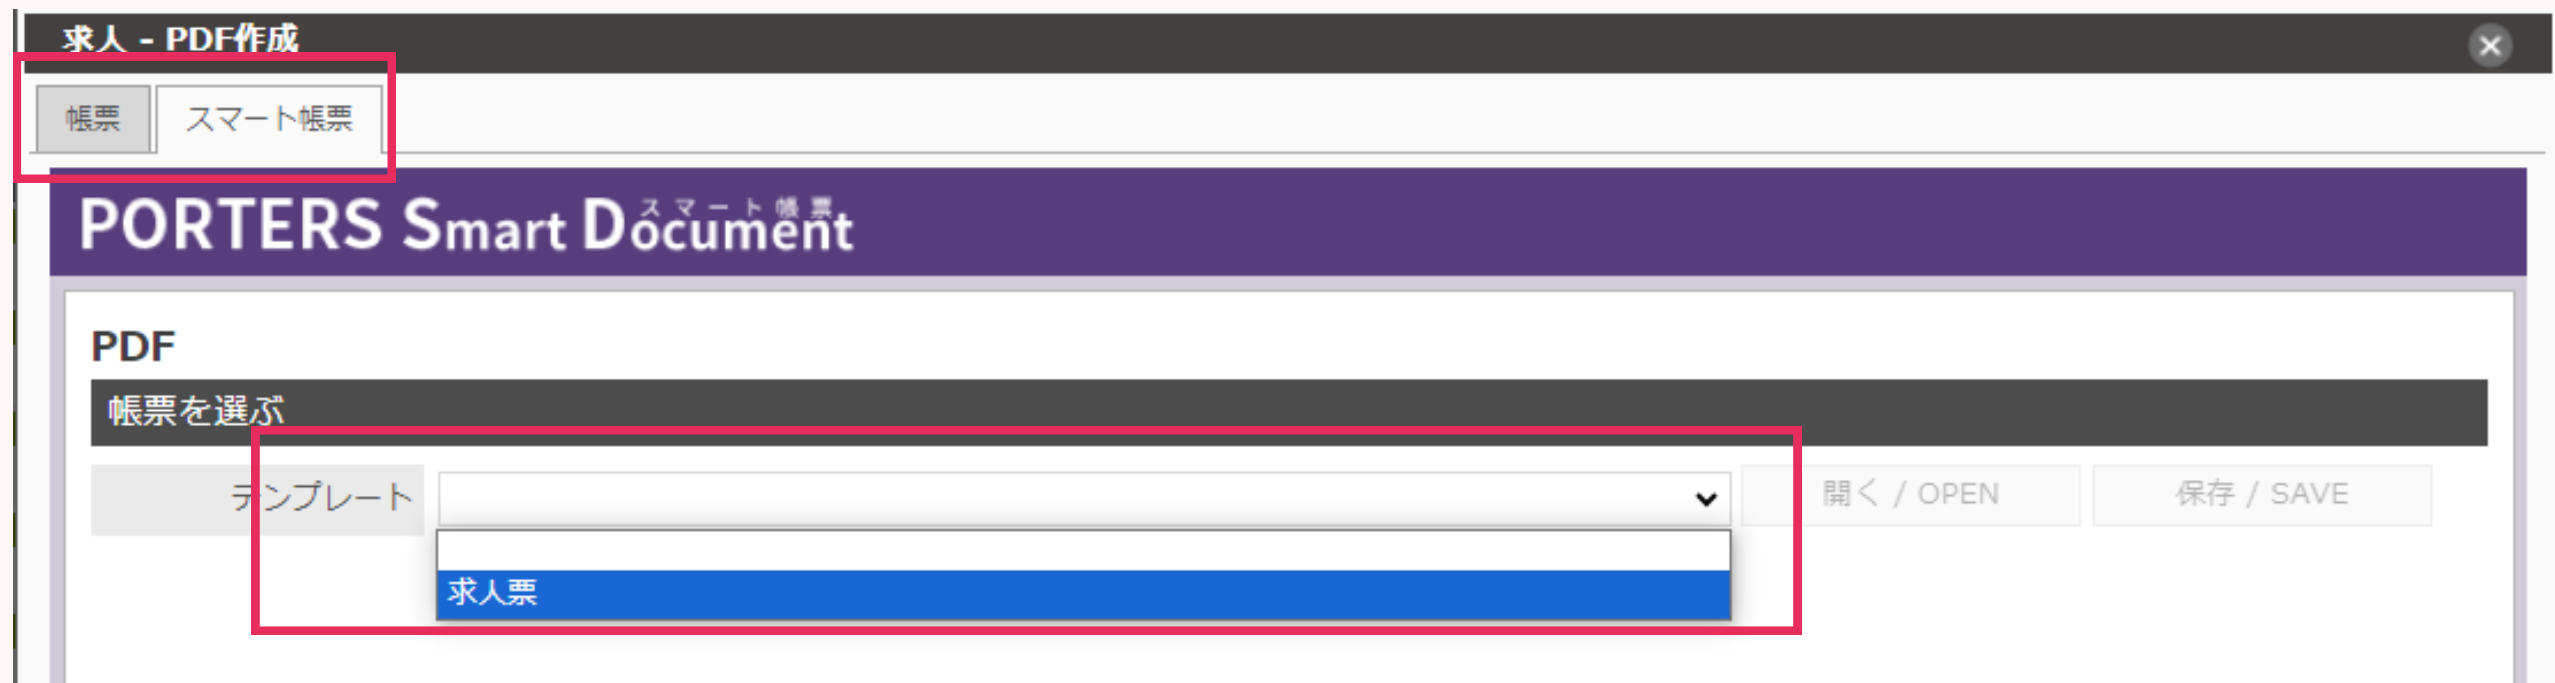 求人 - PDF作成
帳票 スマート帳票
スマート帳票
PORTERS Smart Document
PDF
帳票を選ぶ
テンプレート 開く / OPEN 保存 / SAVE
求人票